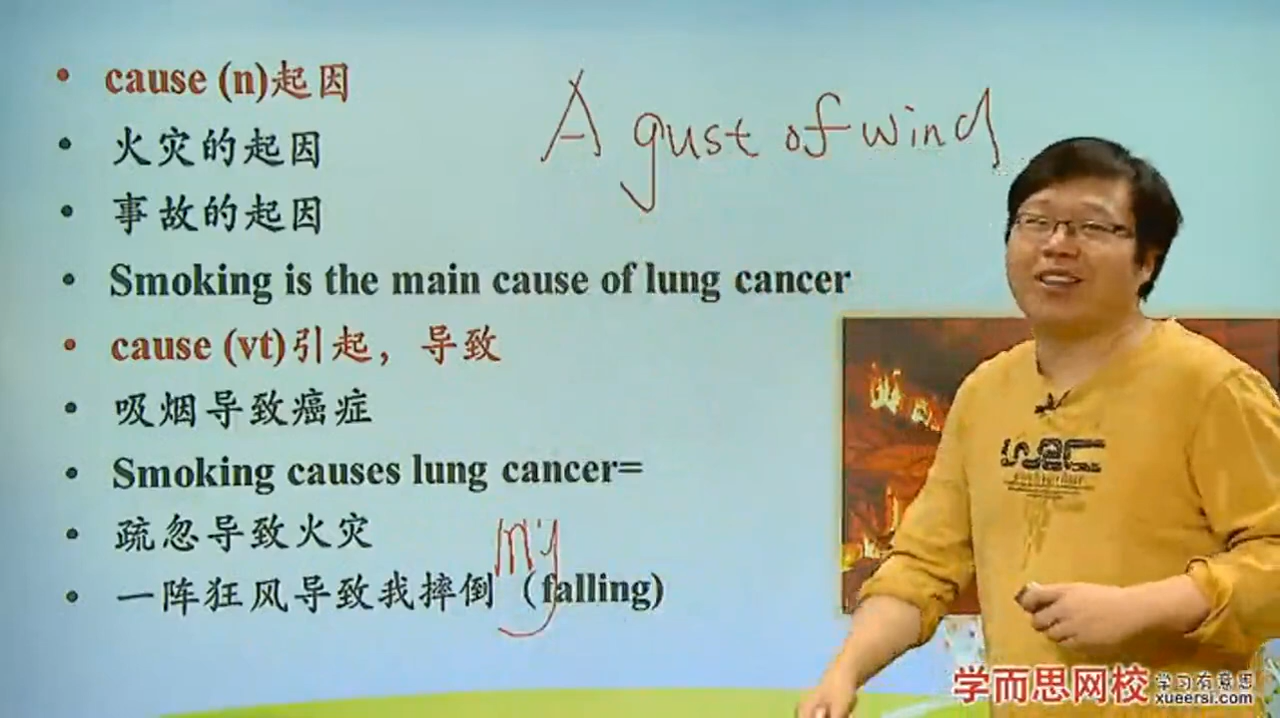 cause (n)起因
火灾的起因
事故的起因
Smoking is the main cause of lung cancer
cause (vt)引起，导致
吸烟导致癌症
Smoking causes lung cancer=
疏忽导致火灾
一阵狂风导致我摔倒（falling)
my
A gust of wind
学而思网校
学习有意思
xueersi.com